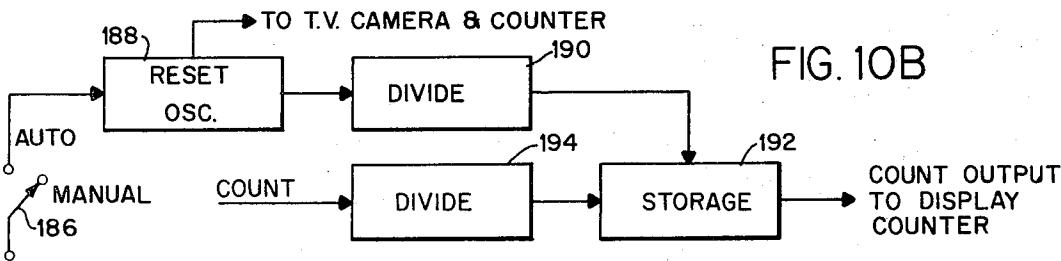 TO T.V. CAMERA & COUNTER
188
RESET
OSC.
190
DIVIDE
FIG. 10B
AUTO
MANUAL
186
COUNT
194
DIVIDE
192
STORAGE
COUNT OUTPUT
TO DISPLAY
COUNTER